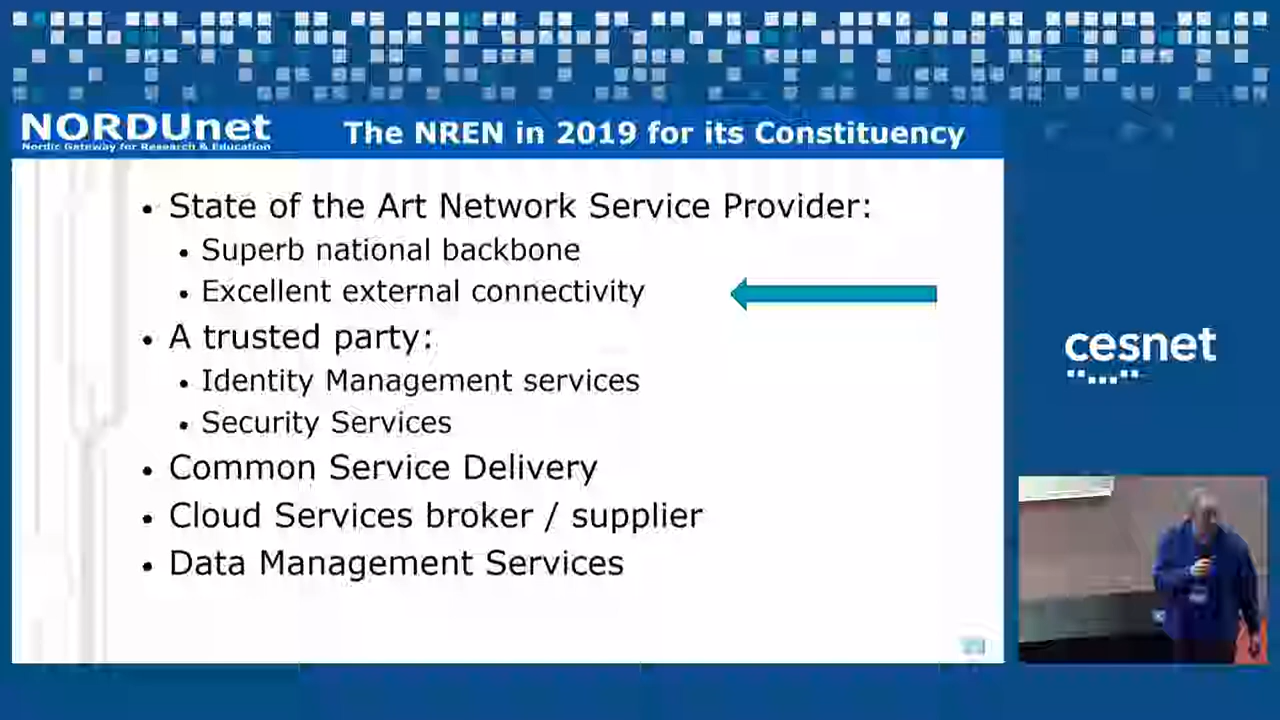 NORDUnet
Nordic Gateway for Research & Education
The NREN in 2019 for its Constituency
• State of the Art Network Service Provider:
• Superb national backbone
• Excellent external connectivity
• A trusted party:
• Identity Management services
• Security Services
• Common Service Delivery
• Cloud Services broker / supplier
• Data Management Services
cesnet